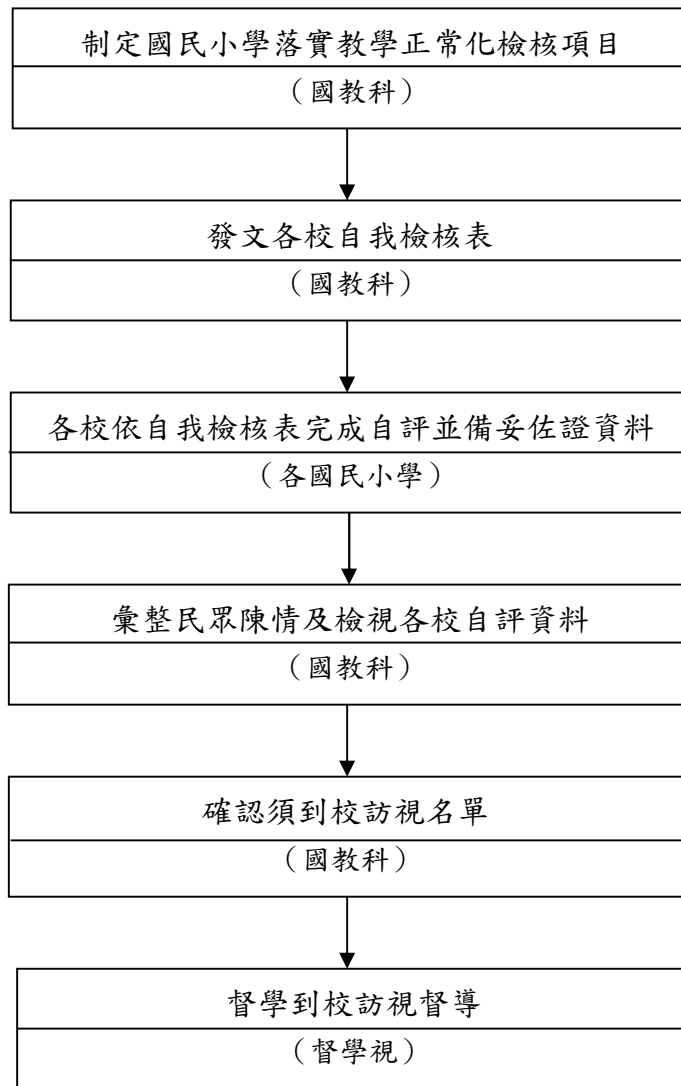 制定國民小學落實教學正常化檢核項目
（國教科）
發文各校自我檢核表
（國教科）
各校依自我檢核表完成自評並備妥佐證資料
（各國民小學）
彙整民眾陳情及檢視各校自評資料
（國教科）
確認須到校訪視名單
（國教科）
督學到校訪視督導
（督學視）